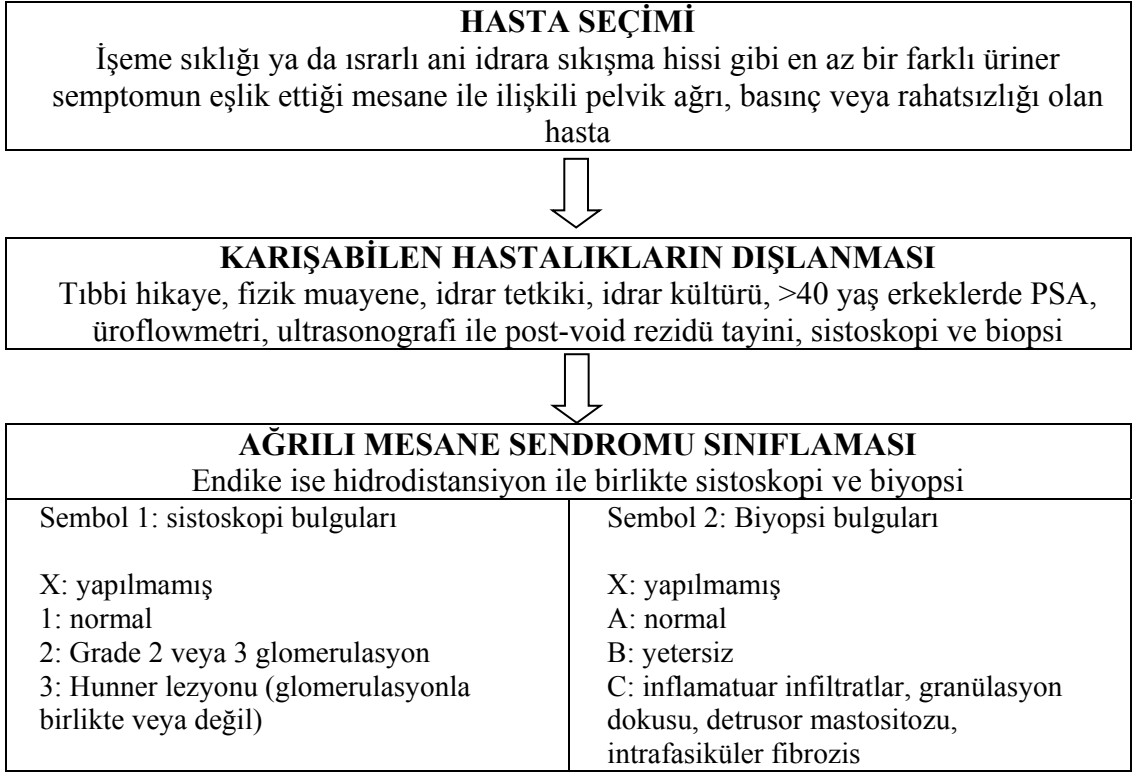 HASTA SEÇİMİ
İşeme sıklığı ya da ısrarlı ani idrara sıkışma hissi gibi en az bir farklı üriner
semptomun eşlik ettiği mesane ile ilişkili pelvik ağrı, basınç veya rahatsızlığı olan
hasta
KARIŞABİLEN HASTALIKLARIN DIŞLANMASI
Tıbbi hikaye, fizik muayene, idrar tetkiki, idrar kültürü, >40 yaş erkeklerde PSA,
üroflowmetri, ultrasonografi ile post-void rezidü tayini, sistoskopi ve biopsi
AĞRILI MESANE SENDROMU SINIFLAMASI
Endike ise hidrodistansiyon ile birlikte sistoskopi ve biyopsi
Sembol 1: sistoskopi bulguları
X: yapılmamış
1: normal
2: Grade 2 veya 3 glomerulasyon
3: Hunner lezyonu (glomerulasyonla
birlikte veya değil)
Sembol 2: Biyopsi bulguları
X: yapılmamış
A: normal
B: yetersiz
C: inflamatuar infiltratlar, granülasyon
dokusu, detrusor mastositozu,
intrafasiküler fibrozis